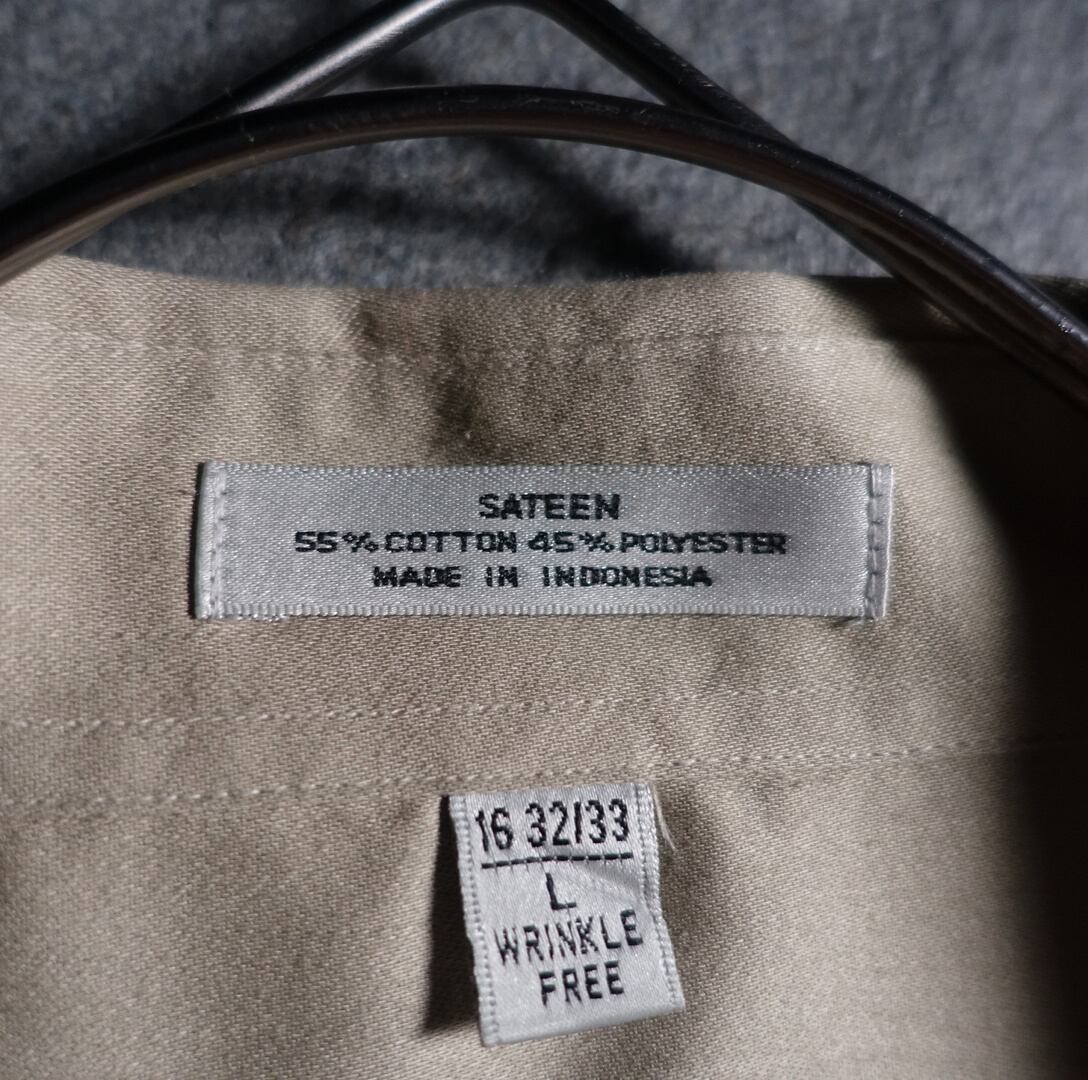 SATEEN
55% COTTON 45% POLYESTER
MADE IN INDONESIA
16 32/33
L
WRINKLE
FREE